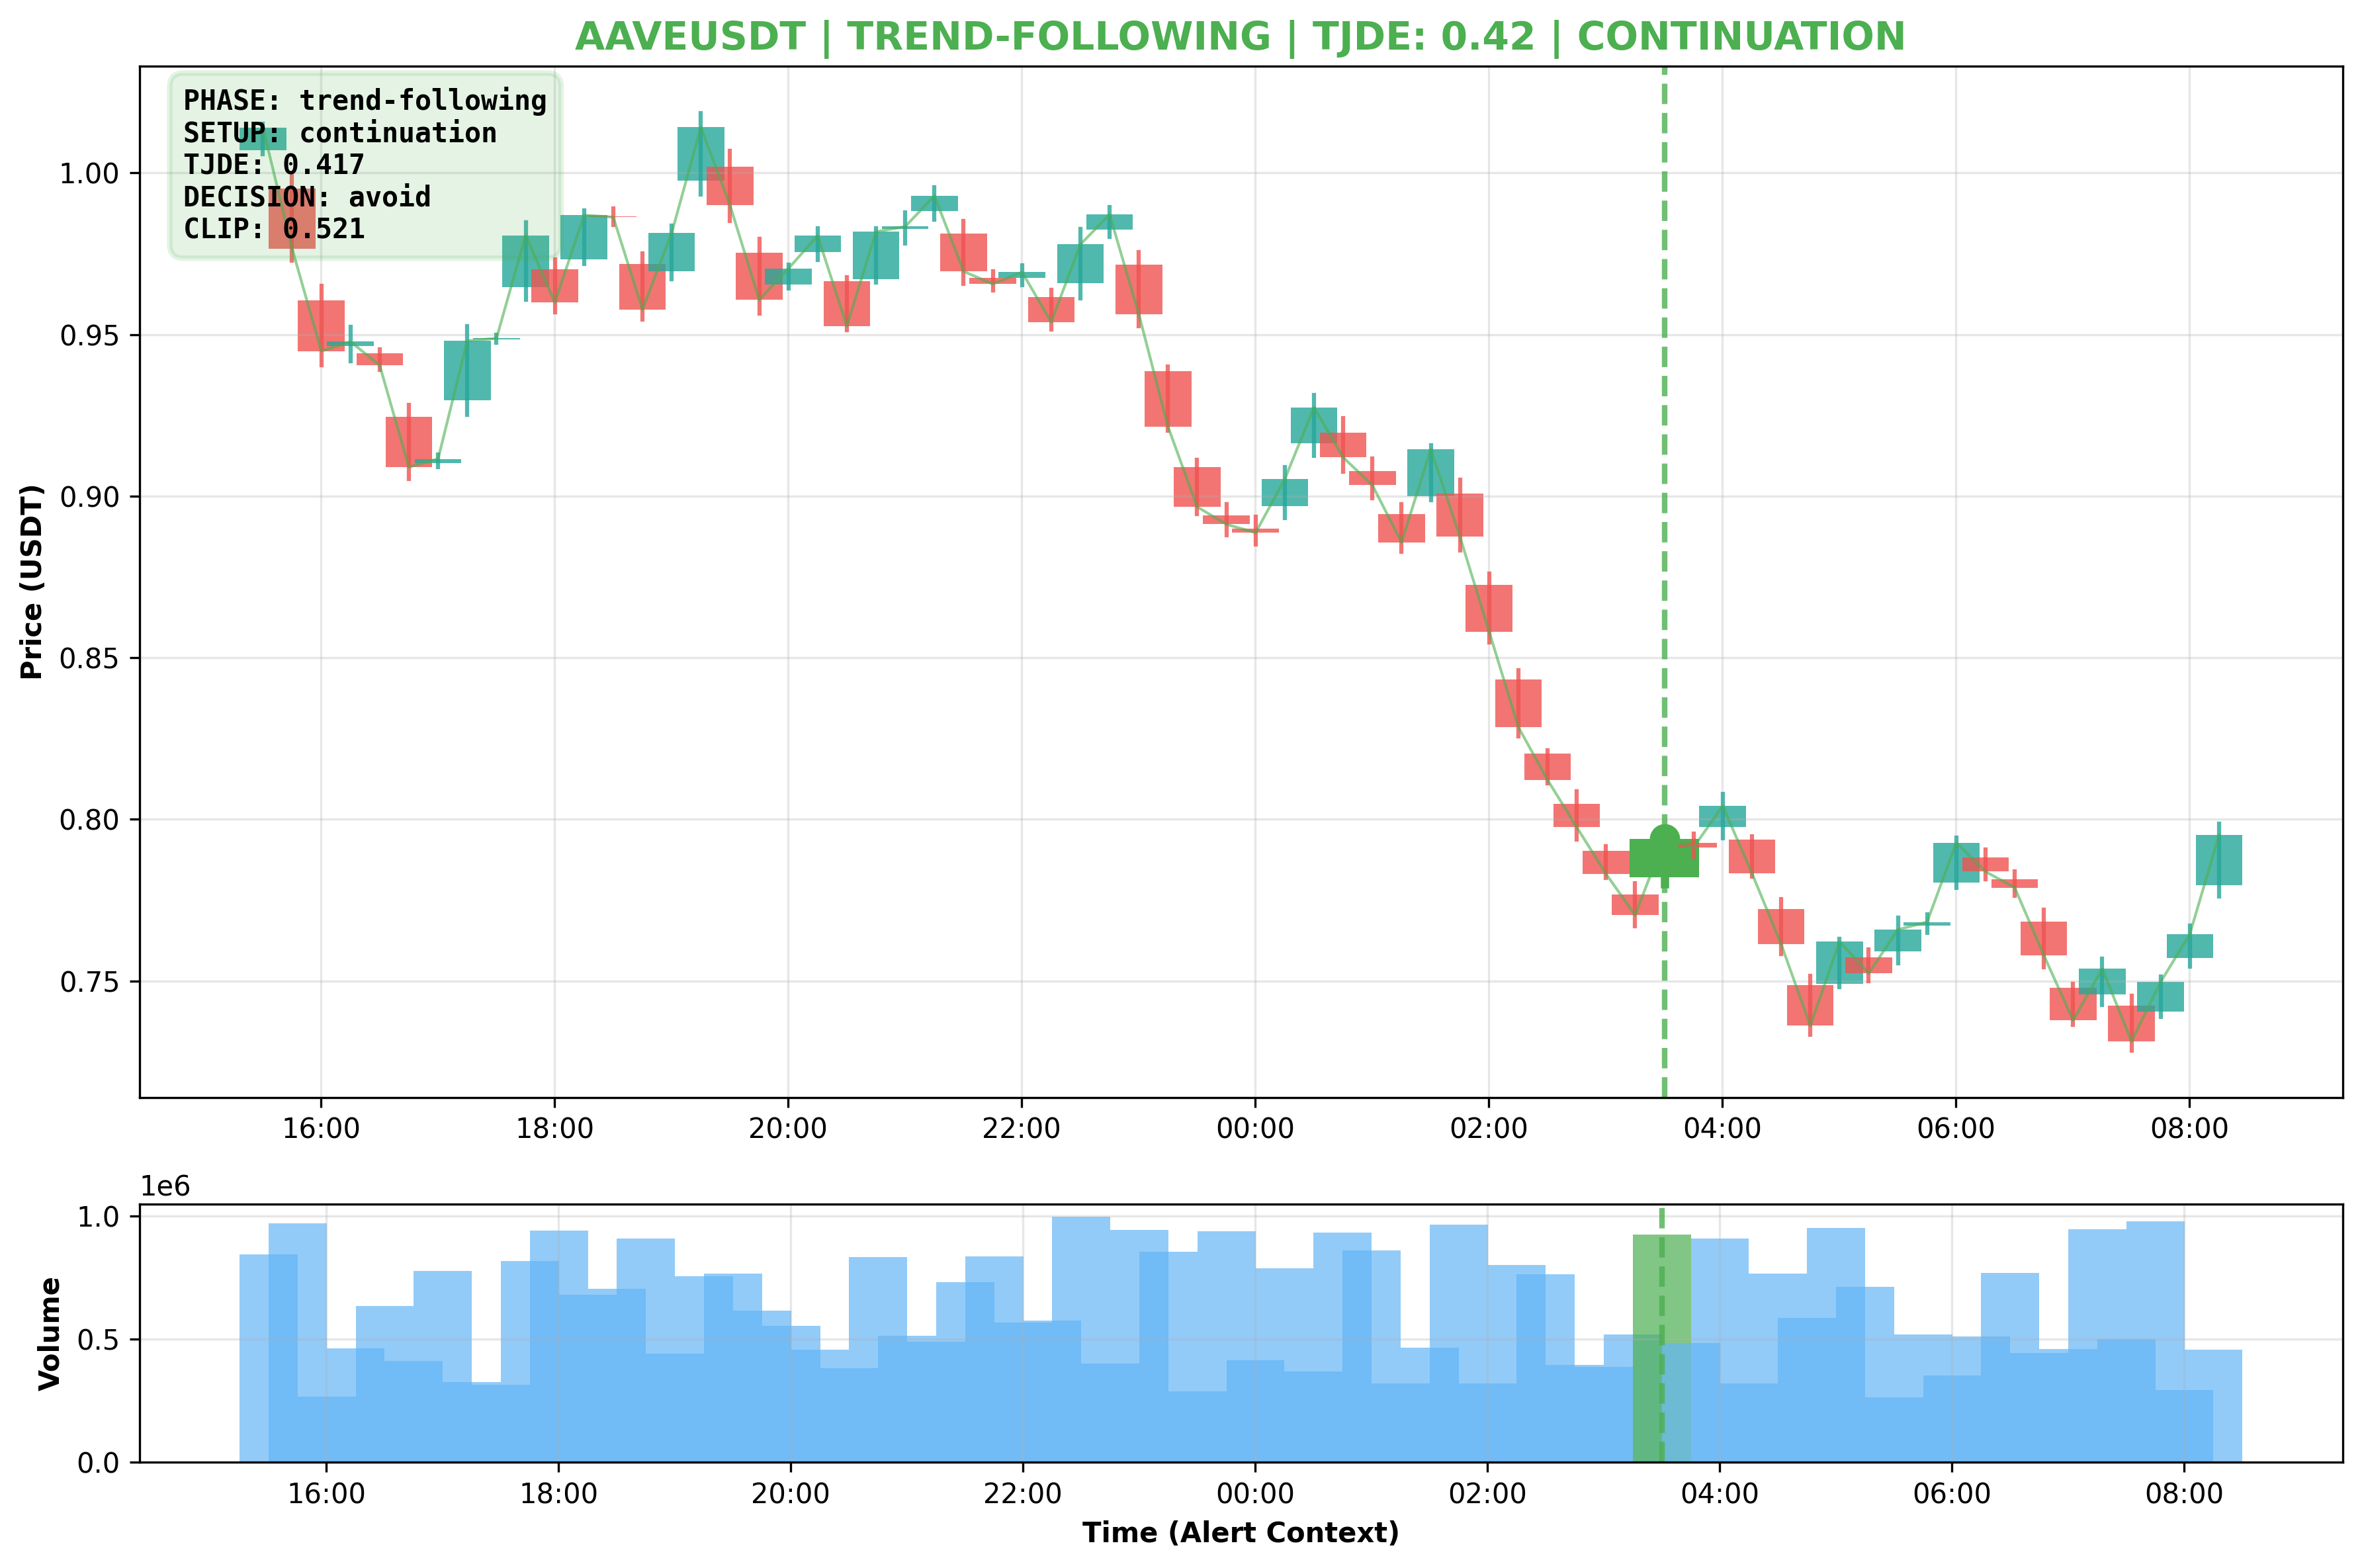 AAVEUSDT | TREND-FOLLOWING | TJDE: 0.42 | CONTINUATION
PHASE: trend-following
SETUP: continuation
TJDE: 0.417
DECISION: avoid
CLIP: 0.521
Price (USDT)
1.00
0.95
0.90
0.85
0.80
0.75
16:00 18:00 20:00 22:00 00:00 02:00 04:00 06:00 08:00
1e6
Volume
1.0
0.5
0.0
16:00 18:00 20:00 22:00 00:00 02:00 04:00 06:00 08:00
Time (Alert Context)